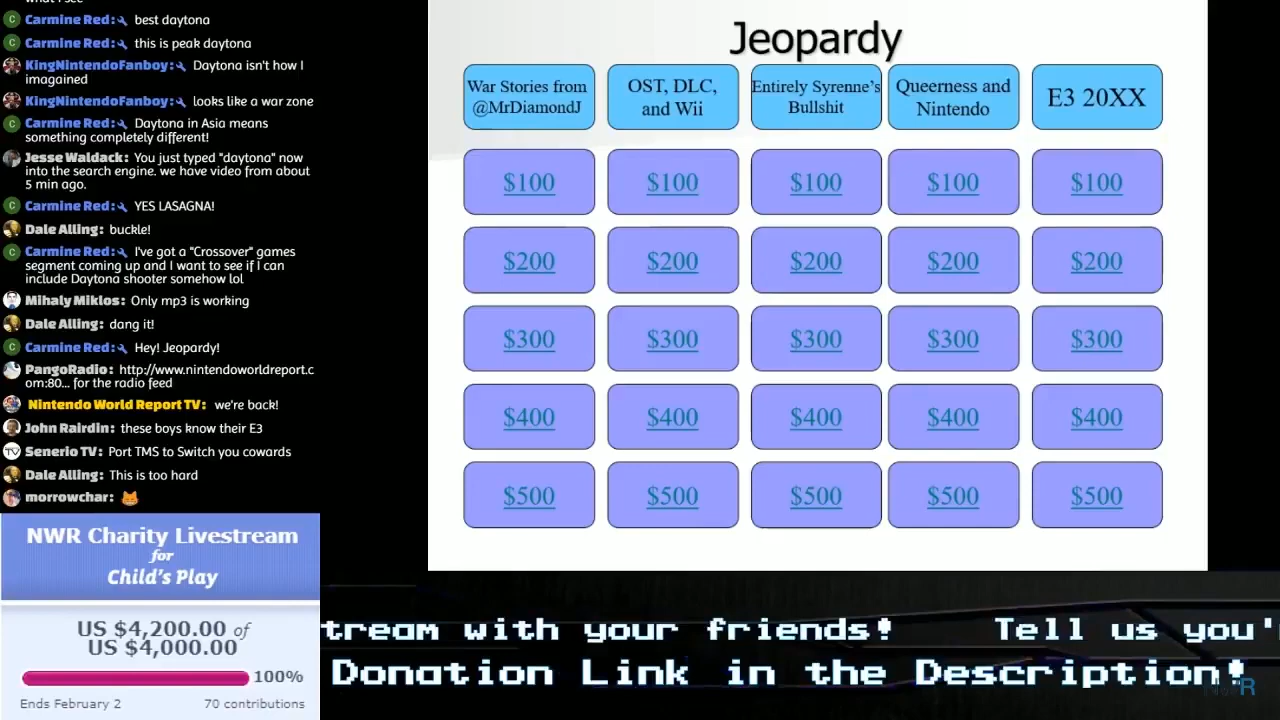 what I see
Carmine Red: best daytona
Carmine Red: this is peak daytona
KingNintendoFanboy: Daytona isn't how I
imagained
KingNintendoFanboy: looks like a war zone
Carmine Red: Daytona in Asia means
something completely different!
Jesse Waldack: You just typed "daytona" now
into the search engine. we have video from about
5 min ago.
Carmine Red: YES LASAGNA!
Dale Alling: buckle!
Carmine Red: I've got a "Crossover" games
segment coming up and I want to see if I can
include Daytona shooter somehow lol
Mihaly Miklos: Only mp3 is working
Dale Alling: dang it!
Carmine Red: Hey! Jeopardy!
PangoRadio: http://www.nintendoworldreport.c
om:80... for the radio feed
Nintendo World Report TV: we're back!
John Rairdin: these boys know their E3
Senerio TV: Port TMS to Switch you cowards
Dale Alling: This is too hard
morrowchar:
NWR Charity Livestream
for
Child's Play
US $4,200.00 of
US $4,000.00
100%
Ends February 2 70 contributions
Jeopardy
War Stories from
@MrDiamondJ
OST, DLC,
and Wii
Entirely Syrenne's
Bullshit
Queerness and
Nintendo
E3 20XX
$100 $100 $100 $100 $100
$200 $200 $200 $200 $200
$300 $300 $300 $300 $300
$400 $400 $400 $400 $400
$500 $500 $500 $500 $500
tream with your friends! Tell us you'
Donation Link in the Description!
NWR